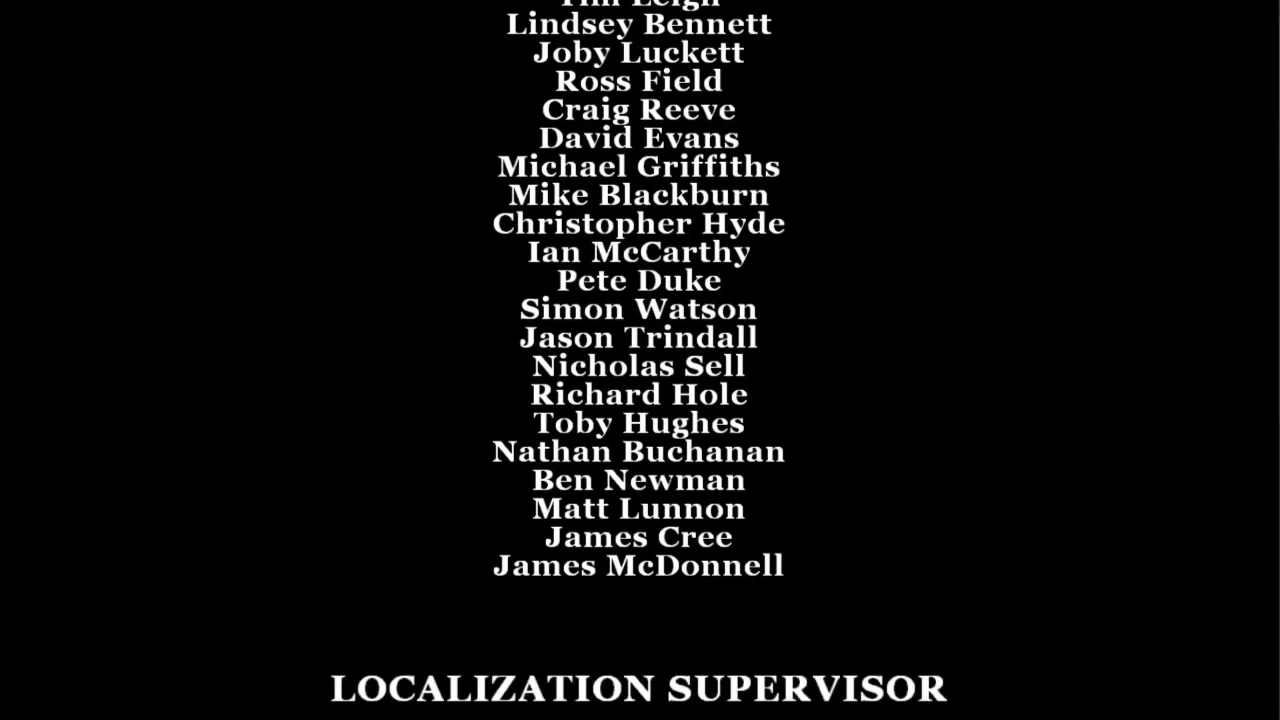 Lindsey Bennett
Joby Luckett
Ross Field
Craig Reeve
David Evans
Michael Griffiths
Mike Blackburn
Christopher Hyde
Ian McCarthy
Pete Duke
Simon Watson
Jason Trindall
Nicholas Sell
Richard Hole
Toby Hughes
Nathan Buchanan
Ben Newman
Matt Lunnon
James Cree
James McDonnell
LOCALIZATION SUPERVISOR